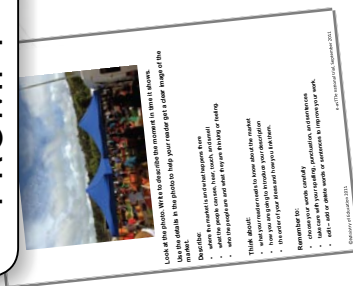 Look at the photo. Write to describe the moment in time it shows.
Use the details in the photo to help your reader get a clear image of the
market.
Describe:
• where the market is and what happens there
• what the people can see, hear, touch, and smell
• who the people are and what they are thinking or feeling.
Think about:
• what your reader needs to know about the market
• how you are going to introduce your description
• the order of your ideas and how you link them.
Remember to:
• choose your words carefully
• take care with your spelling, punctuation, and sentences
• edit – add or delete words or sentences to improve your work.
© Ministry of Education 2011